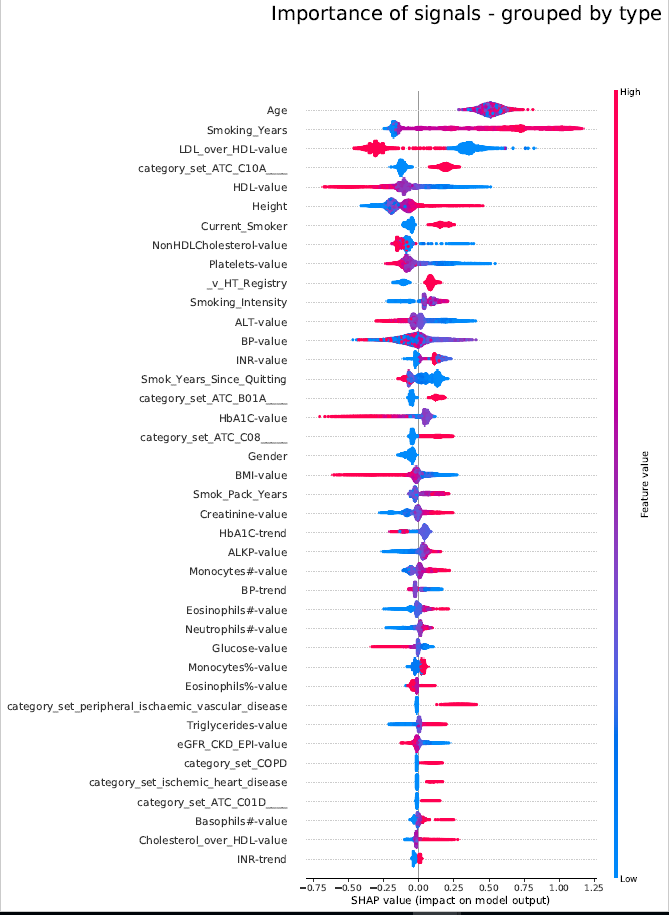 Importance of signals - grouped by type
High
Age
Smoking_Years
LDL_over_HDL-value
category_set_ATC_C10A____
HDL-value
Height
Current_Smoker
NonHDLCholesterol-value
Platelets-value
_v_HT_Registry
Smoking_Intensity
ALT-value
BP-value
INR-value
Smok_Years_Since_Quitting
category_set_ATC_B01A____
HbA1C-value
category_set_ATC_C08_____
Gender
BMI-value
Smok_Pack_Years
Creatinine-value
HbA1C-trend
ALKP-value
Monocytes#-value
BP-trend
Eosinophils#-value
Neutrophils#-value
Glucose-value
Monocytes%-value
Eosinophils%-value
category_set_peripheral_ischaemic_vascular_disease
Triglycerides-value
eGFR_CKD_EPI-value
category_set_COPD
category_set_ischemic_heart_disease
category_set_ATC_C01D____
Basophils#-value
Cholesterol_over_HDL-value
INR-trend
Feature value
Low
−0.75 −0.50 −0.25 0.00 0.25 0.50 0.75 1.00 1.25
SHAP value (impact on model output)